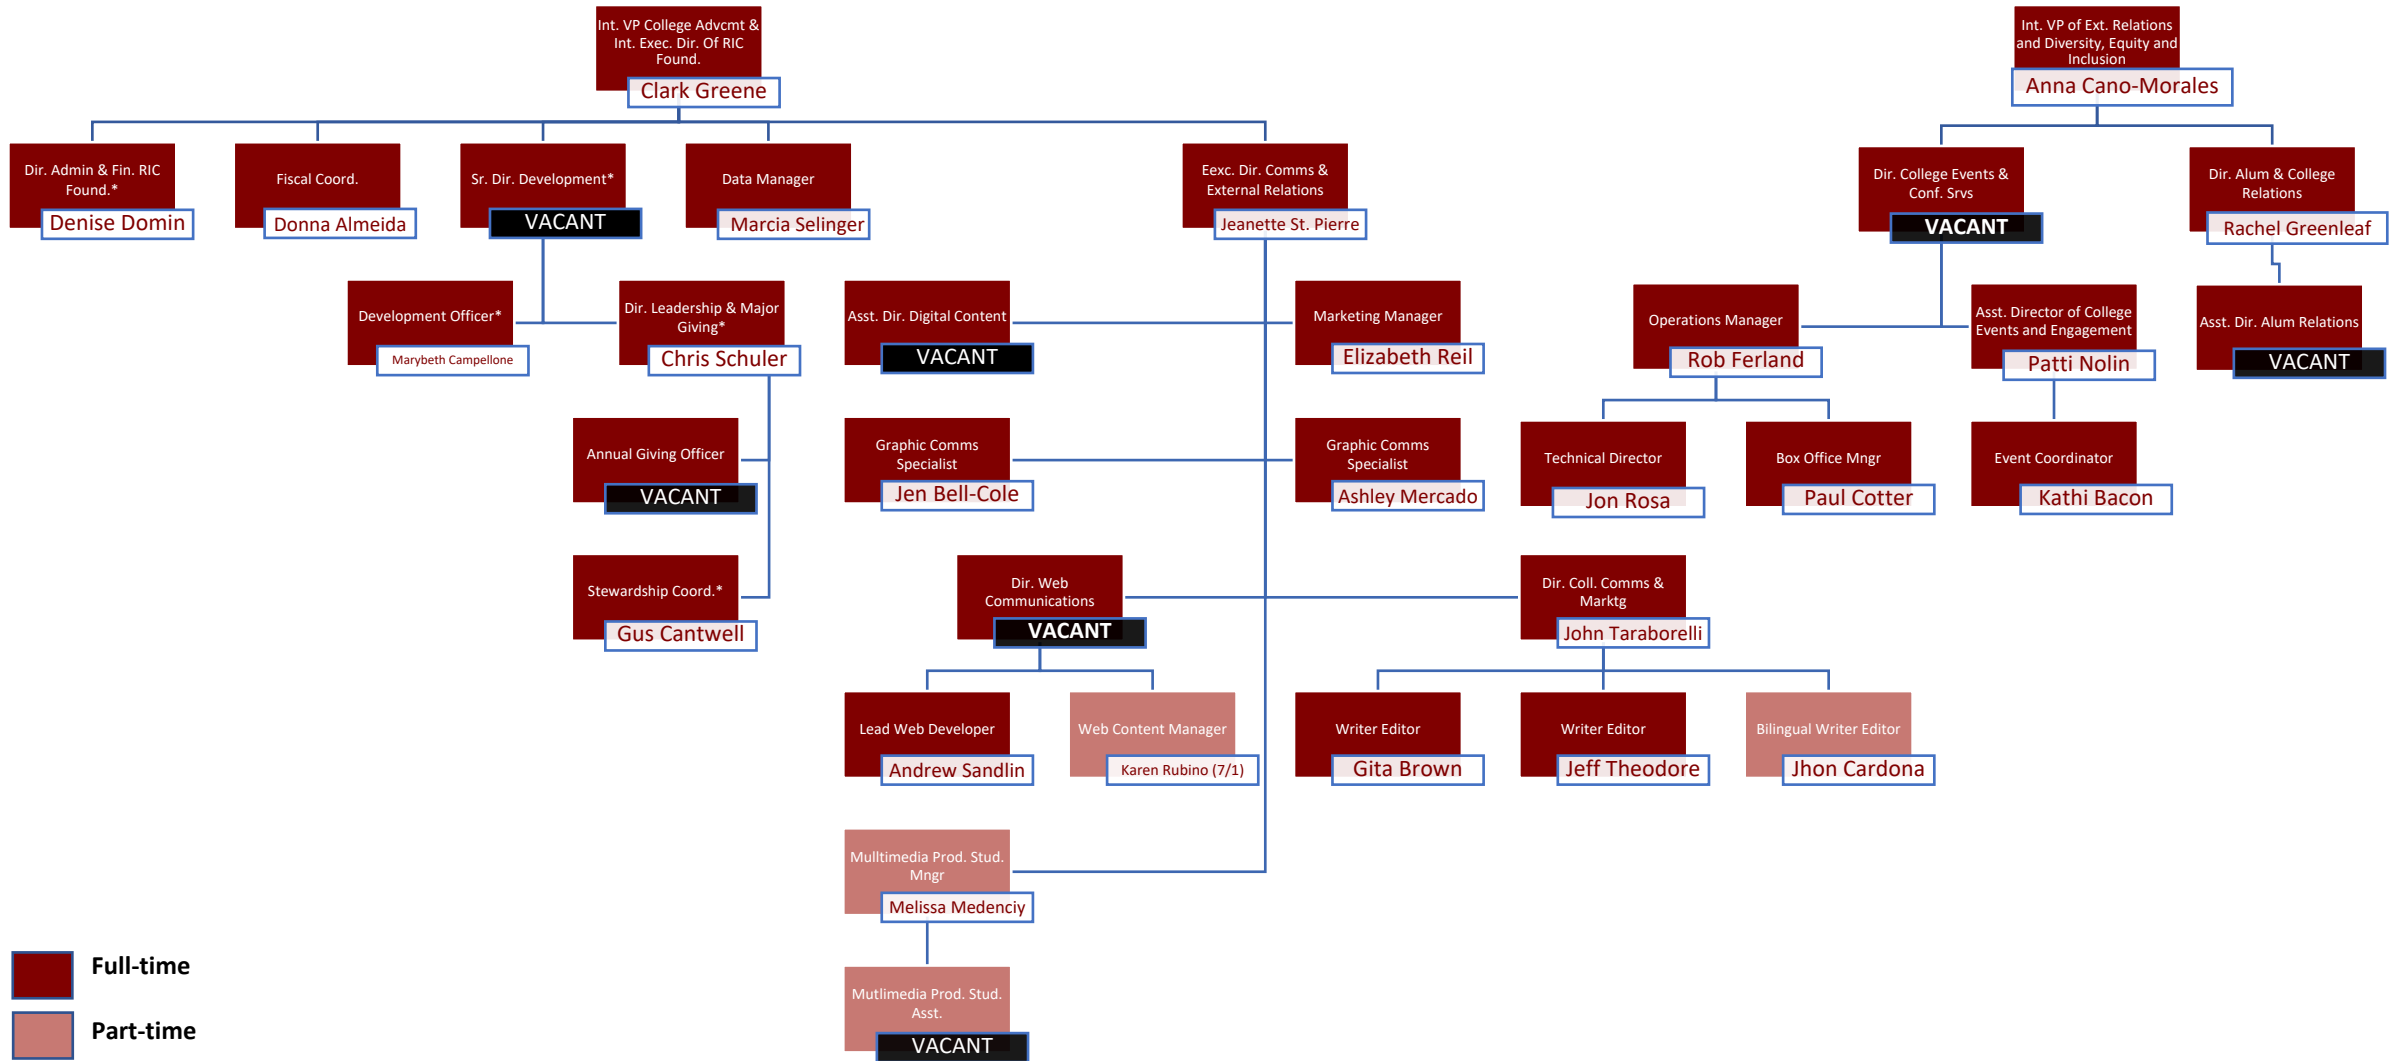 Int. VP College Advcmt &
Int. Exec. Dir. Of RIC
Found.
Clark Greene
Int. VP of Ext. Relations
and Diversity, Equity and
Inclusion
Anna Cano-Morales
Dir. Admin & Fin. RIC
Found.*
Denise Domin
Fiscal Coord.
Donna Almeida
Sr. Dir. Development*
VACANT
Data Manager
Marcia Selinger
Eexc. Dir. Comms &
External Relations
Jeanette St. Pierre
Dir. College Events &
Conf. Srvs
VACANT
Dir. Alum & College
Relations
Rachel Greenleaf
Development Officer*
Marybeth Campellone
Dir. Leadership & Major
Giving*
Chris Schuler
Asst. Dir. Digital Content
VACANT
Marketing Manager
Elizabeth Reil
Operations Manager
Rob Ferland
Asst. Director of College
Events and Engagement
Patti Nolin
Asst. Dir. Alum Relations
VACANT
Annual Giving Officer
VACANT
Graphic Comms
Specialist
Jen Bell-Cole
Graphic Comms
Specialist
Ashley Mercado
Technical Director
Jon Rosa
Box Office Mngr
Paul Cotter
Event Coordinator
Kathi Bacon
Stewardship Coord.*
Gus Cantwell
Dir. Web
Communications
VACANT
Dir. Coll. Comms &
Marktg
John Taraborelli
Lead Web Developer
Andrew Sandlin
Web Content Manager
Karen Rubino (7/1)
Writer Editor
Gita Brown
Writer Editor
Jeff Theodore
Bilingual Writer Editor
Jhon Cardona
Mulltimedia Prod. Stud.
Mngr
Melissa Medenciy
Mutlimedia Prod. Stud.
Asst.
VACANT
Full-time
Part-time